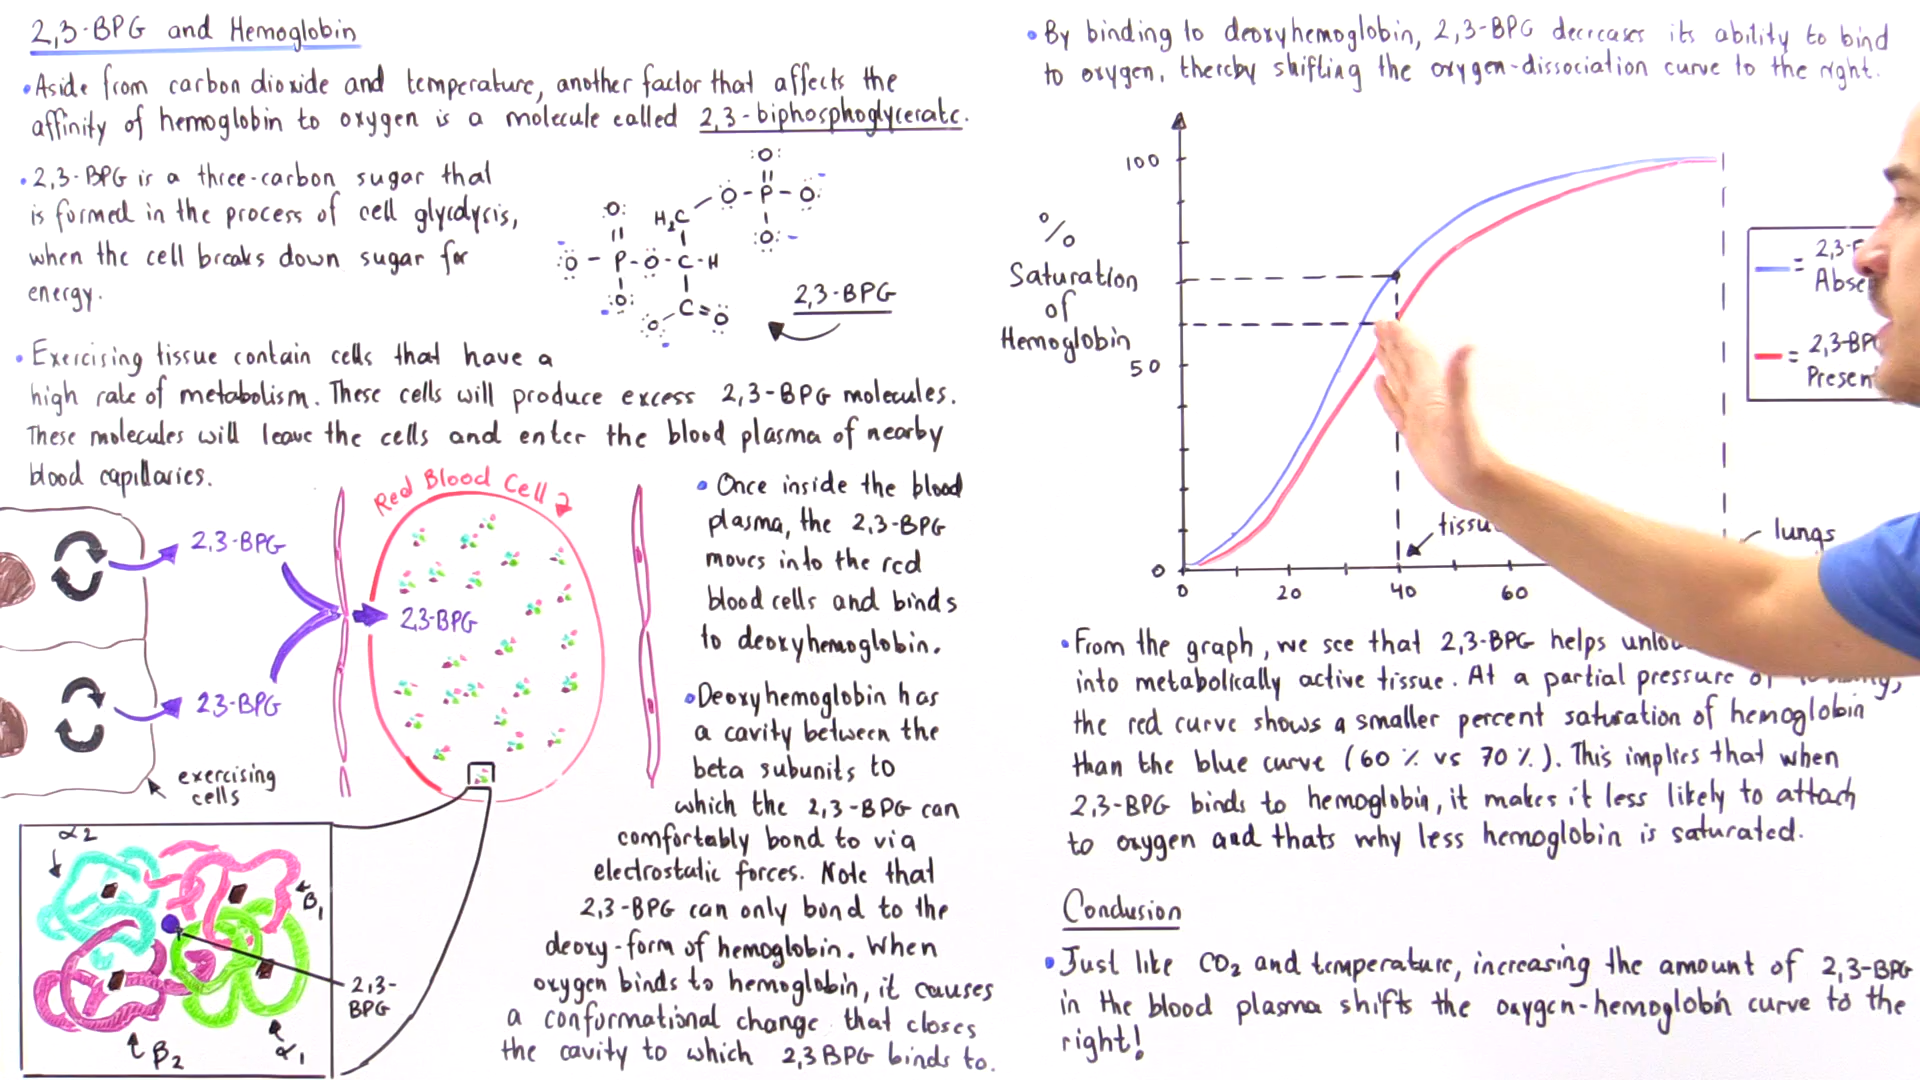 2,3-BPG and Hemoglobin
•Aside from carbon dioxide and temperature, another factor that affects the
affinity of hemoglobin to oxygen is a molecule called 2,3-biphosphoglycerate.
•2,3-BPG is a three-carbon sugar that
is formed in the process of cell glycolysis,
when the cell breaks down sugar for
energy.
:O:
O - P - O:
:O:
H2C
:O:
:O - P - O - C - H
:O:
C = O
:O
2,3-BPG
•Exercising tissue contain cells that have a
high rate of metabolism. These cells will produce excess 2,3-BPG molecules.
These molecules will leave the cells and enter the blood plasma of nearby
blood capillaries.
Red Blood Cell
2,3-BPG
2,3-BPG
2,3-BPG
exercising
cells
α2
β1
2,3-
BPG
β2
α1
•Once inside the blood
plasma, the 2,3-BPG
moves into the red
blood cells and binds
to deoxyhemoglobin.
•Deoxyhemoglobin has
a cavity between the
beta subunits to
which the 2,3-BPG can
comfortably bond to via
electrostatic forces. Note that
2,3-BPG can only bond to the
deoxy-form of hemoglobin. When
oxygen binds to hemoglobin, it causes
a conformational change that closes
the cavity to which 2,3BPG binds to.
•By binding to deoxyhemoglobin, 2,3-BPG decreases its ability to bind
to oxygen, thereby shifting the oxygen-dissociation curve to the right.
100
%
Saturation
of
Hemoglobin
50
0
0 20 40 60
lungs
= 2,3-
= 2,3-BP
Presen
•From the graph, we see that 2,3-BPG helps
into metabolically active tissue. At a partial pressure
the red curve shows a smaller percent saturation of hemoglobin
than the blue curve (60% vs 70%). This implies that when
2,3-BPG binds to hemoglobin, it makes it less likely to attach
to oxygen and thats why less hemoglobin is saturated.
Conclusion
•Just like CO2 and temperature, increasing the amount of 2,3-BPG
in the blood plasma shifts the oxygen-hemoglobin curve to the
right!